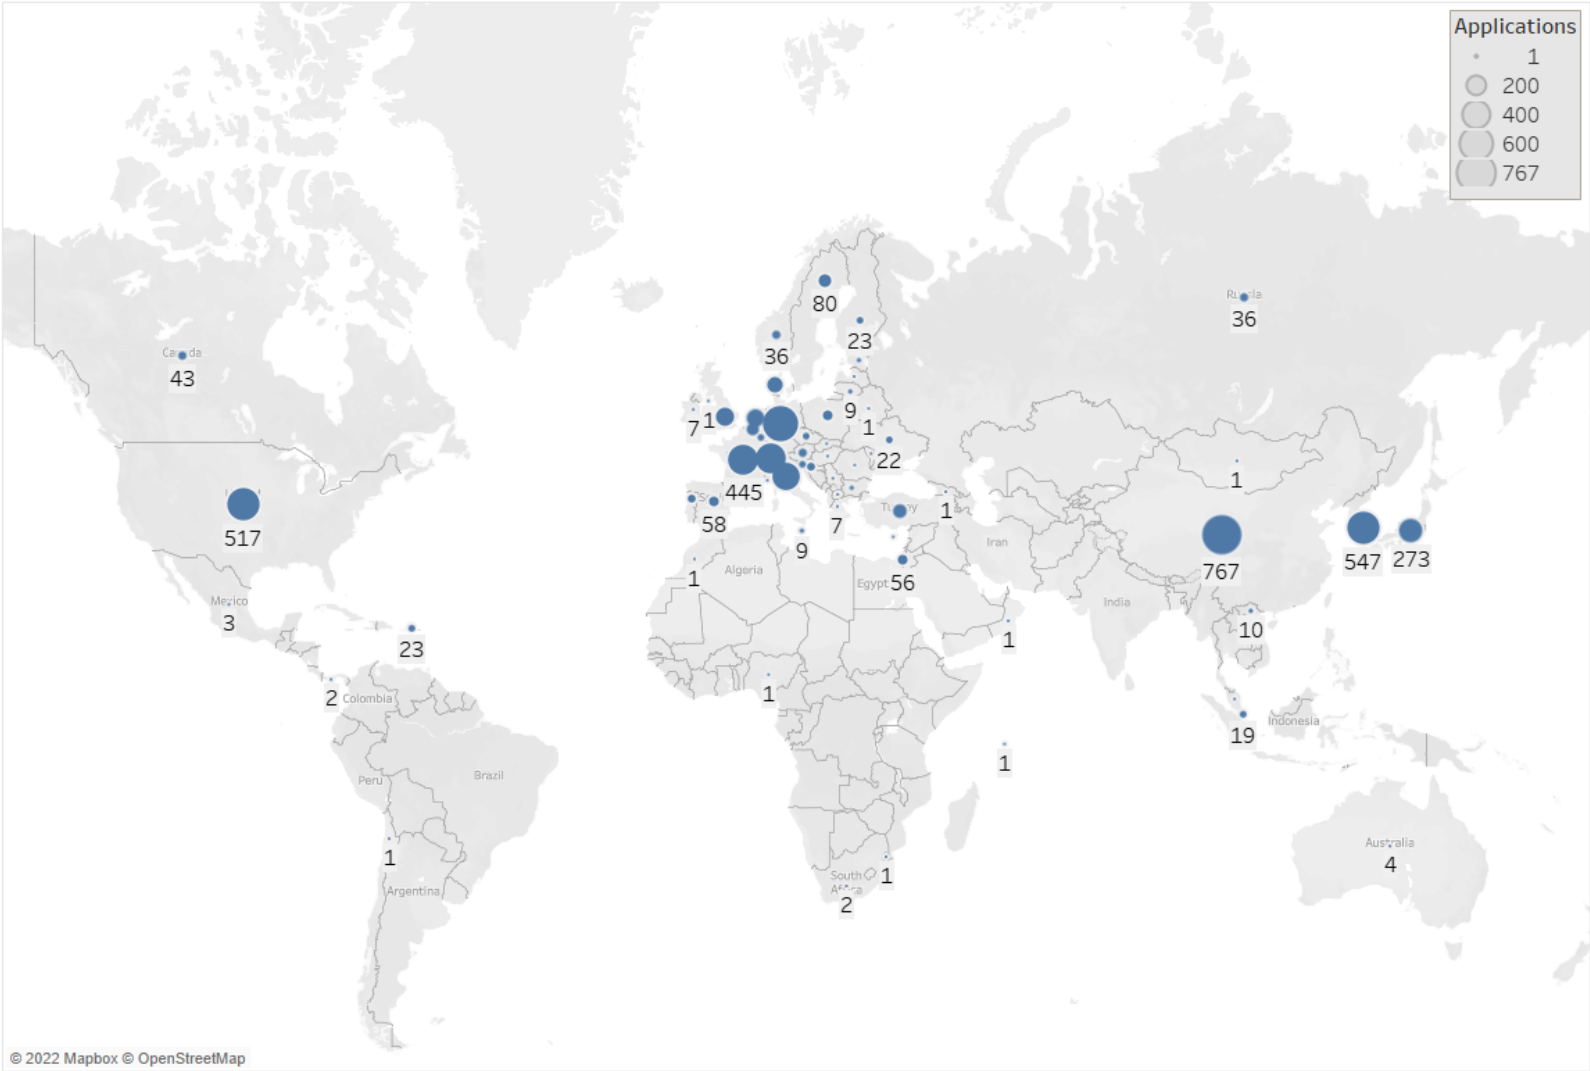 Applications
1
200
400
600
767
80
36
36
23
Canada
43
9
7
1
1
22
445
1
517
58
1
7
Turkey
9
Iran
547
273
767
Algeria
1
Egypt
56
India
Mexico
3
10
23
1
2
Colombia
1
Indonesia
19
1
Peru
Brazil
1
Australia
4
Argentina
South
1
2
© 2022 Mapbox © OpenStreetMap